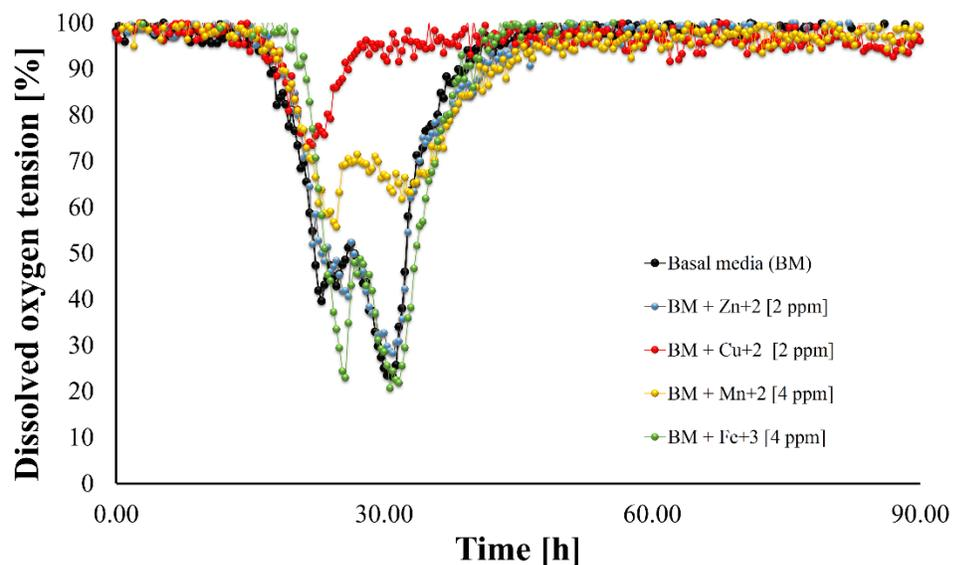 Dissolved oxygen tension [%]
100
90
80
70
60
50
40
30
20
10
0
0.00 30.00 60.00 90.00
Time [h]
Basal media (BM)
BM + Zn+2 [2 ppm]
BM + Cu+2 [2 ppm]
BM + Mn+2 [4 ppm]
BM + Fe+3 [4 ppm]